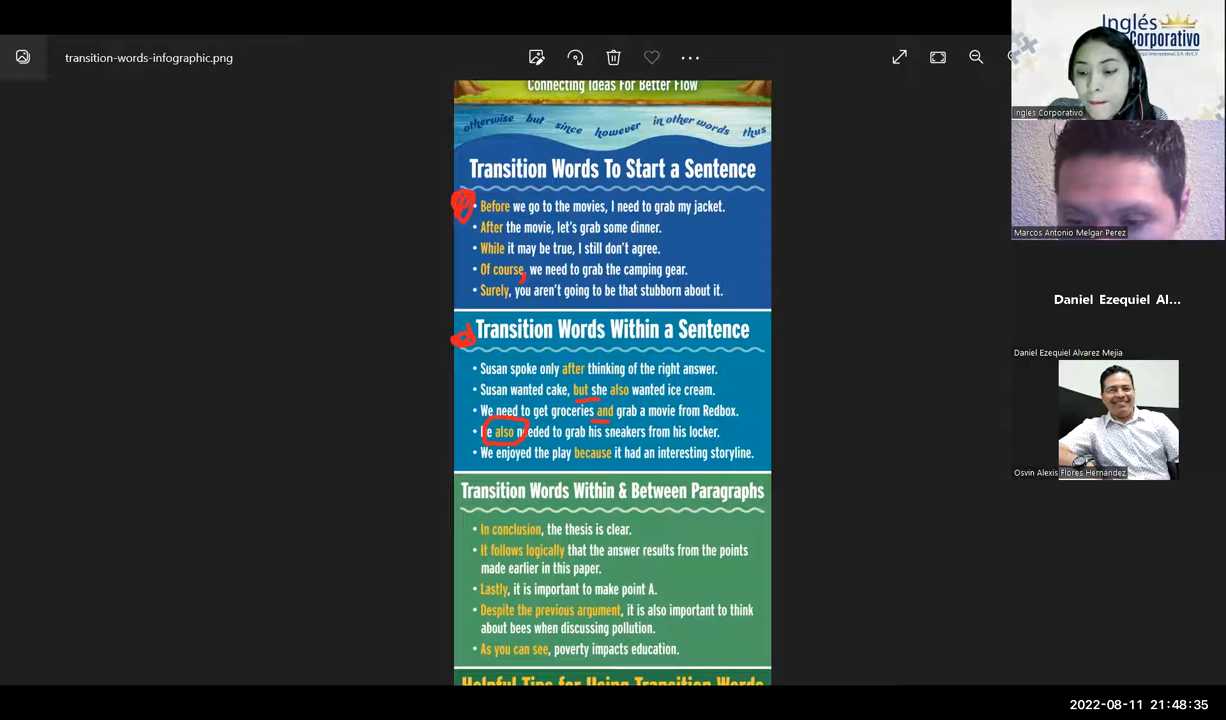 transition-words-infographic.png
Connecting Ideas For Better Flow
otherwise but since however in other words thus
Transition Words To Start a Sentence
• Before we go to the movies, I need to grab my jacket.
• After the movie, let's grab some dinner.
• While it may be true, I still don't agree.
• Of course, we need to grab the camping gear.
• Surely, you aren't going to be that stubborn about it.
Transition Words Within a Sentence
• Susan spoke only after thinking of the right answer.
• Susan wanted cake, but she also wanted ice cream.
• We need to get groceries and grab a movie from Redbox.
• also needed to grab his sneakers from his locker.
• We enjoyed the play because it had an interesting storyline.
Transition Words Within & Between Paragraphs
• In conclusion, the thesis is clear.
• It follows logically that the answer results from the points
made earlier in this paper.
• Lastly, it is important to make point A.
• Despite the previous argument, it is also important to think
about bees when discussing pollution.
• As you can see, poverty impacts education.
Helpful Tips for Using Transition Words
Inglés
Corporativo
Inglés Corporativo
Marcos Antonio Melgar Perez
Daniel Ezequiel Al...
Daniel Ezequiel Alvarez Mejia
Osvin Alexis Flores Hernández
2022-08-11 21:48:35